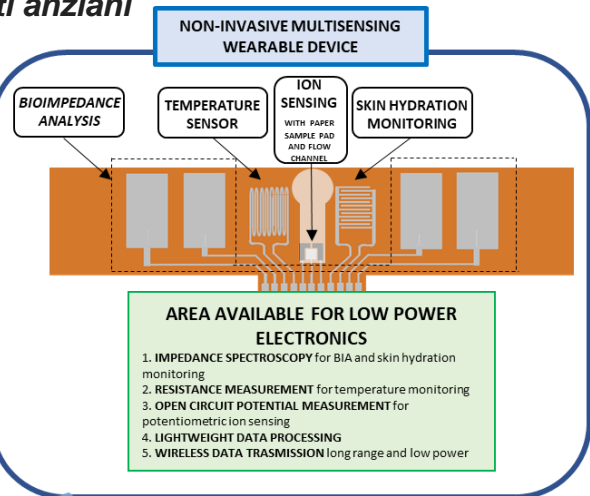 ti anziani
NON-INVASIVE MULTISENSING
WEARABLE DEVICE
BIOIMPEDANCE
ANALYSIS
TEMPERATURE
SENSOR
ION
SENSING
WITH PAPER
SAMPLE PAD
AND FLOW
CHANNEL
SKIN HYDRATION
MONITORING
AREA AVAILABLE FOR LOW POWER
ELECTRONICS
1. IMPEDANCE SPECTROSCOPY for BIA and skin hydration
monitoring
2. RESISTANCE MEASUREMENT for temperature monitoring
3. OPEN CIRCUIT POTENTIAL MEASUREMENT for
potentiometric ion sensing
4. LIGHTWEIGHT DATA PROCESSING
5. WIRELESS DATA TRASMISSION long range and low power